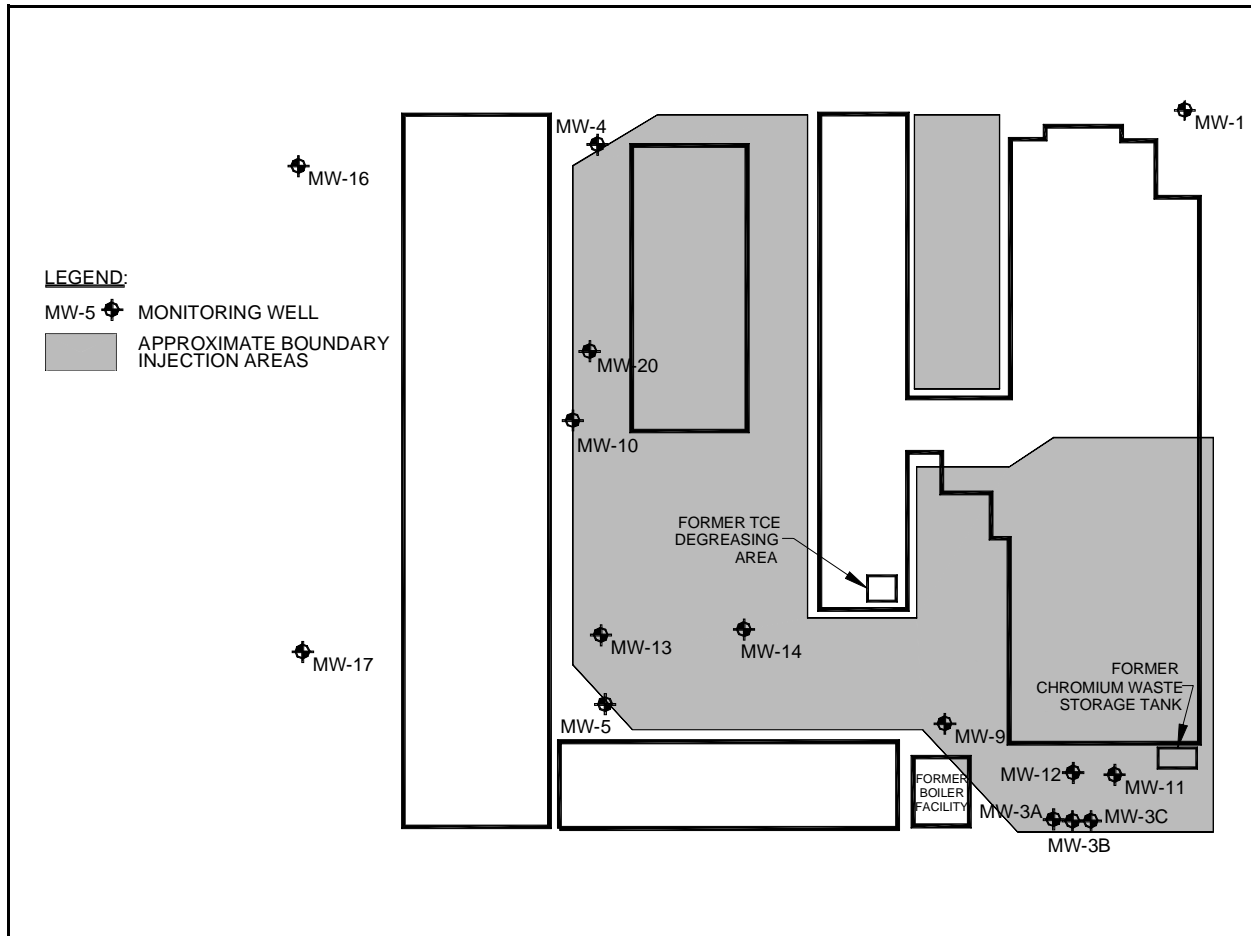 MW-1
MW-4
MW-16
LEGEND:
MW-5 MONITORING WELL
APPROXIMATE BOUNDARY
INJECTION AREAS
MW-20
MW-10
FORMER TCE
DEGREASING
AREA
MW-13
MW-14
MW-17
FORMER
CHROMIUM WASTE
STORAGE TANK
MW-5
MW-9
MW-12
MW-11
FORMER
BOILER
FACILITY
MW-3A
MW-3C
MW-3B